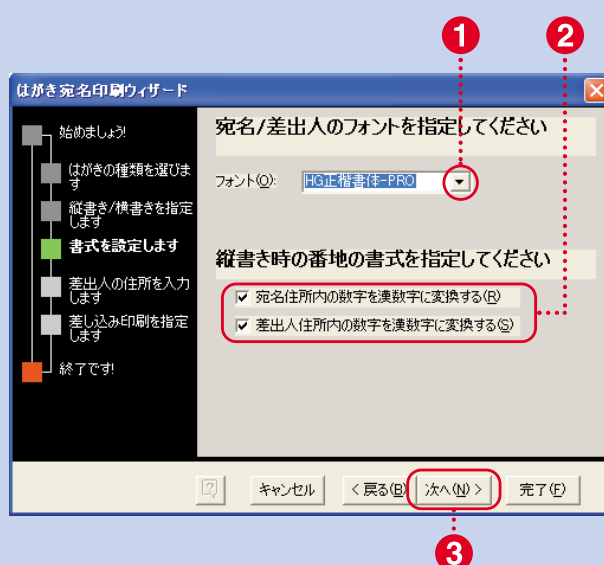 1
2
はがき宛名印刷ウィザード
始めましょう!
はがきの種類を選びま
す
縦書き/横書きを指定
します
書式を設定します
差出人の住所を入力
します
差し込み印刷を指定
します
終了です!
宛名/差出人のフォントを指定してください
フォント(O): HG正楷書体-PRO
縦書き時の番地の書式を指定してください
宛名住所内の数字を漢数字に変換する(R)
差出人住所内の数字を漢数字に変換する(S)
? キャンセル < 戻る(B) 次へ(N) > 完了(F)
3